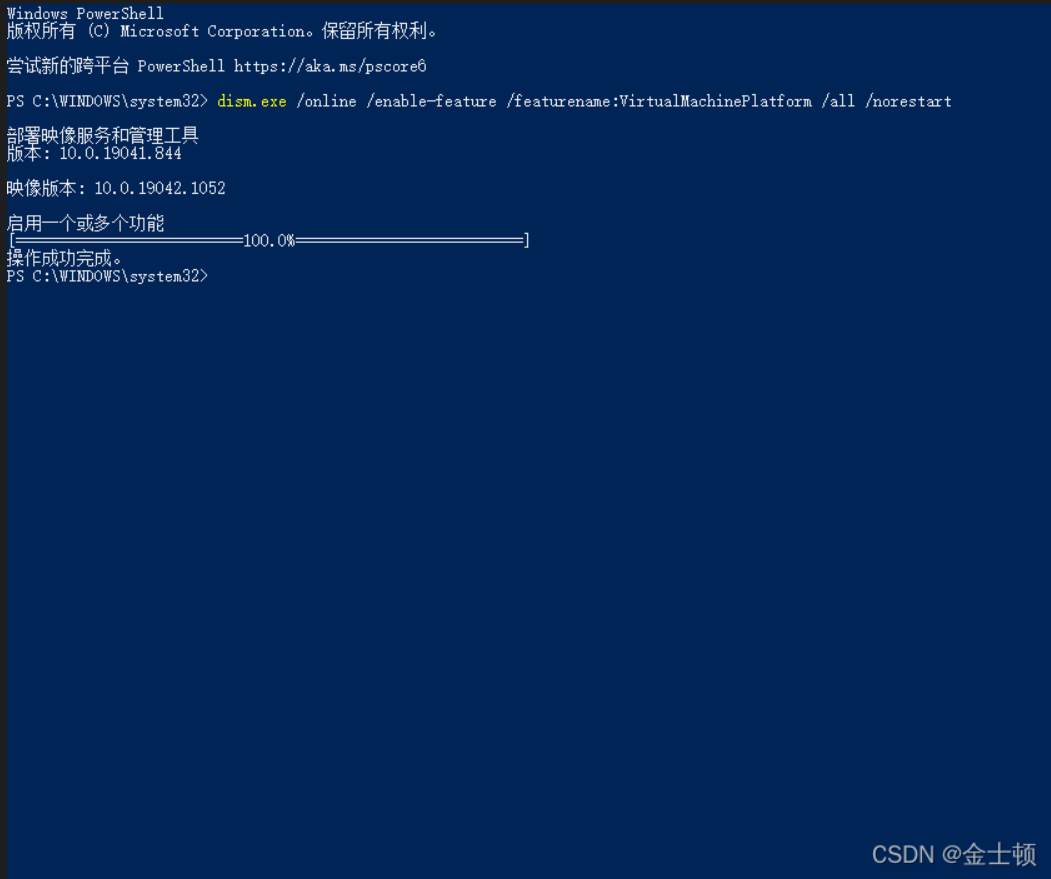 Windows PowerShell
版权所有 (C) Microsoft Corporation。保留所有权利。
尝试新的跨平台 PowerShell https://aka.ms/pscore6
PS C:\WINDOWS\system32> dism.exe /online /enable-feature /featurename:VirtualMachinePlatform /all /norestart
部署映像服务和管理工具
版本: 10.0.19041.844
映像版本: 10.0.19042.1052
启用一个或多个功能
[==========================100.0%==========================]
操作成功完成。
PS C:\WINDOWS\system32>
CSDN @金士顿